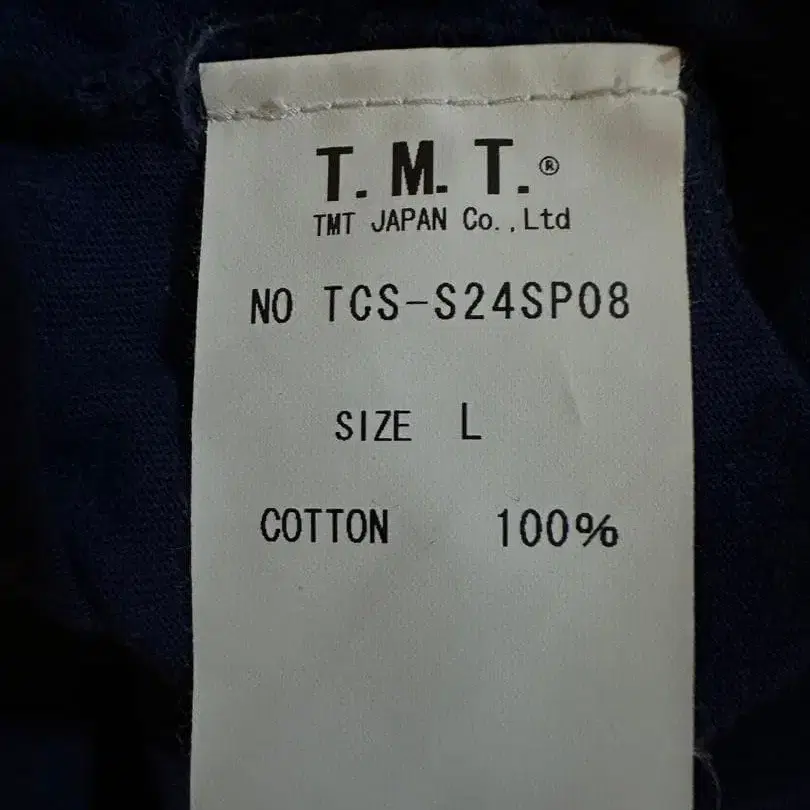 T. M. T.®
TMT JAPAN Co.,Ltd
NO TCS-S24SP08
SIZE L
COTTON 100%